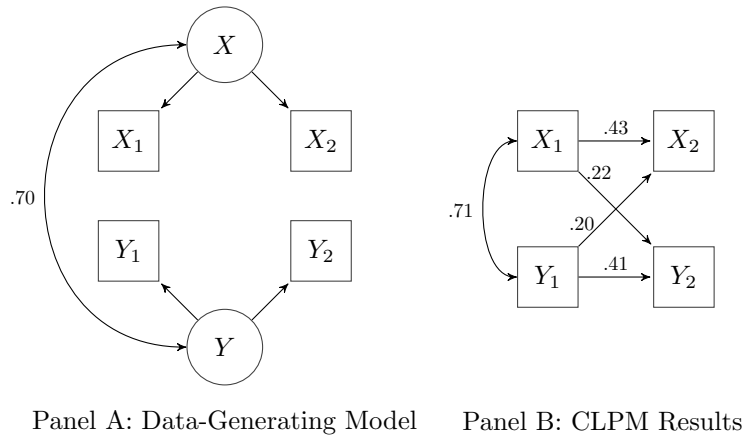 X
X₁
X₂
.70
Y₁
Y₂
Y
Panel A: Data-Generating Model
X₁
.43
X₂
.22
.71
.20
Y₁
.41
Y₂
Panel B: CLPM Results